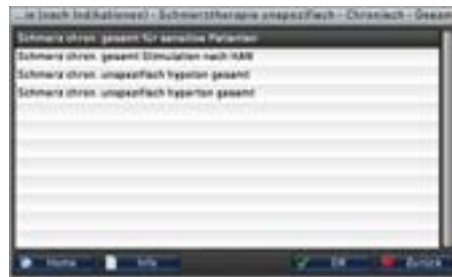 ...ie (nach Indikationen) - Schmerztherapie unspezifisch - Chronisch - Gesam
Schmerz chron. gesamt für sensitive Patienten
Schmerz chron. gesamt Stimulation nach HAN
Schmerz chron. unspezifisch hypoton gesamt
Schmerz chron. unspezifisch hyperton gesamt
Home Info OK Zurück